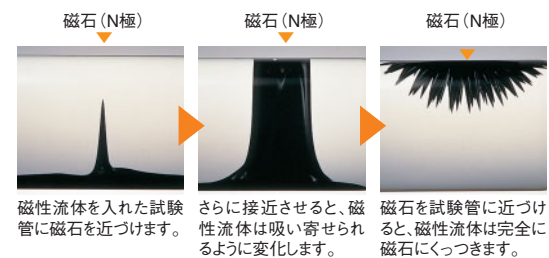 磁石（N極）
磁石（N極）
磁石（N極）
磁性流体を入れた試験
管に磁石を近づけます。
さらに接近させると、磁
性流体は吸い寄せられ
るように変化します。
磁石を試験管に近づけ
ると、磁性流体は完全に
磁石にくっつきます。